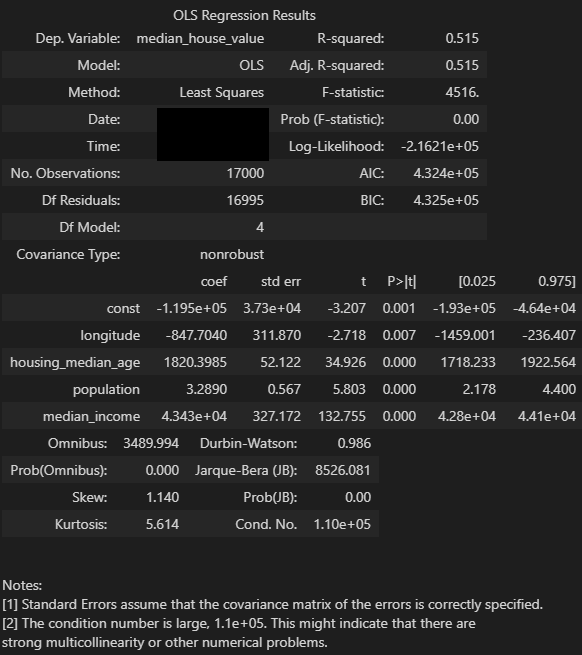 OLS Regression Results
Dep. Variable: median_house_value R-squared: 0.515
Model: OLS Adj. R-squared: 0.515
Method: Least Squares F-statistic: 4516.
Date: Prob (F-statistic): 0.00
Time: Log-Likelihood: -2.1621e+05
No. Observations: 17000 AIC: 4.324e+05
Df Residuals: 16995 BIC: 4.325e+05
Df Model: 4
Covariance Type: nonrobust
coef std err t P>|t| [0.025 0.975]
const -1.195e+05 3.73e+04 -3.207 0.001 -1.93e+05 -4.64e+04
longitude -847.7040 311.870 -2.718 0.007 -1459.001 -236.407
housing_median_age 1820.3985 52.122 34.926 0.000 1718.233 1922.564
population 3.2890 0.567 5.803 0.000 2.178 4.400
median_income 4.343e+04 327.172 132.755 0.000 4.28e+04 4.41e+04
Omnibus: 3489.994 Durbin-Watson: 0.986
Prob(Omnibus): 0.000 Jarque-Bera (JB): 8526.081
Skew: 1.140 Prob(JB): 0.00
Kurtosis: 5.614 Cond. No. 1.10e+05
Notes:
[1] Standard Errors assume that the covariance matrix of the errors is correctly specified.
[2] The condition number is large, 1.1e+05. This might indicate that there are
strong multicollinearity or other numerical problems.